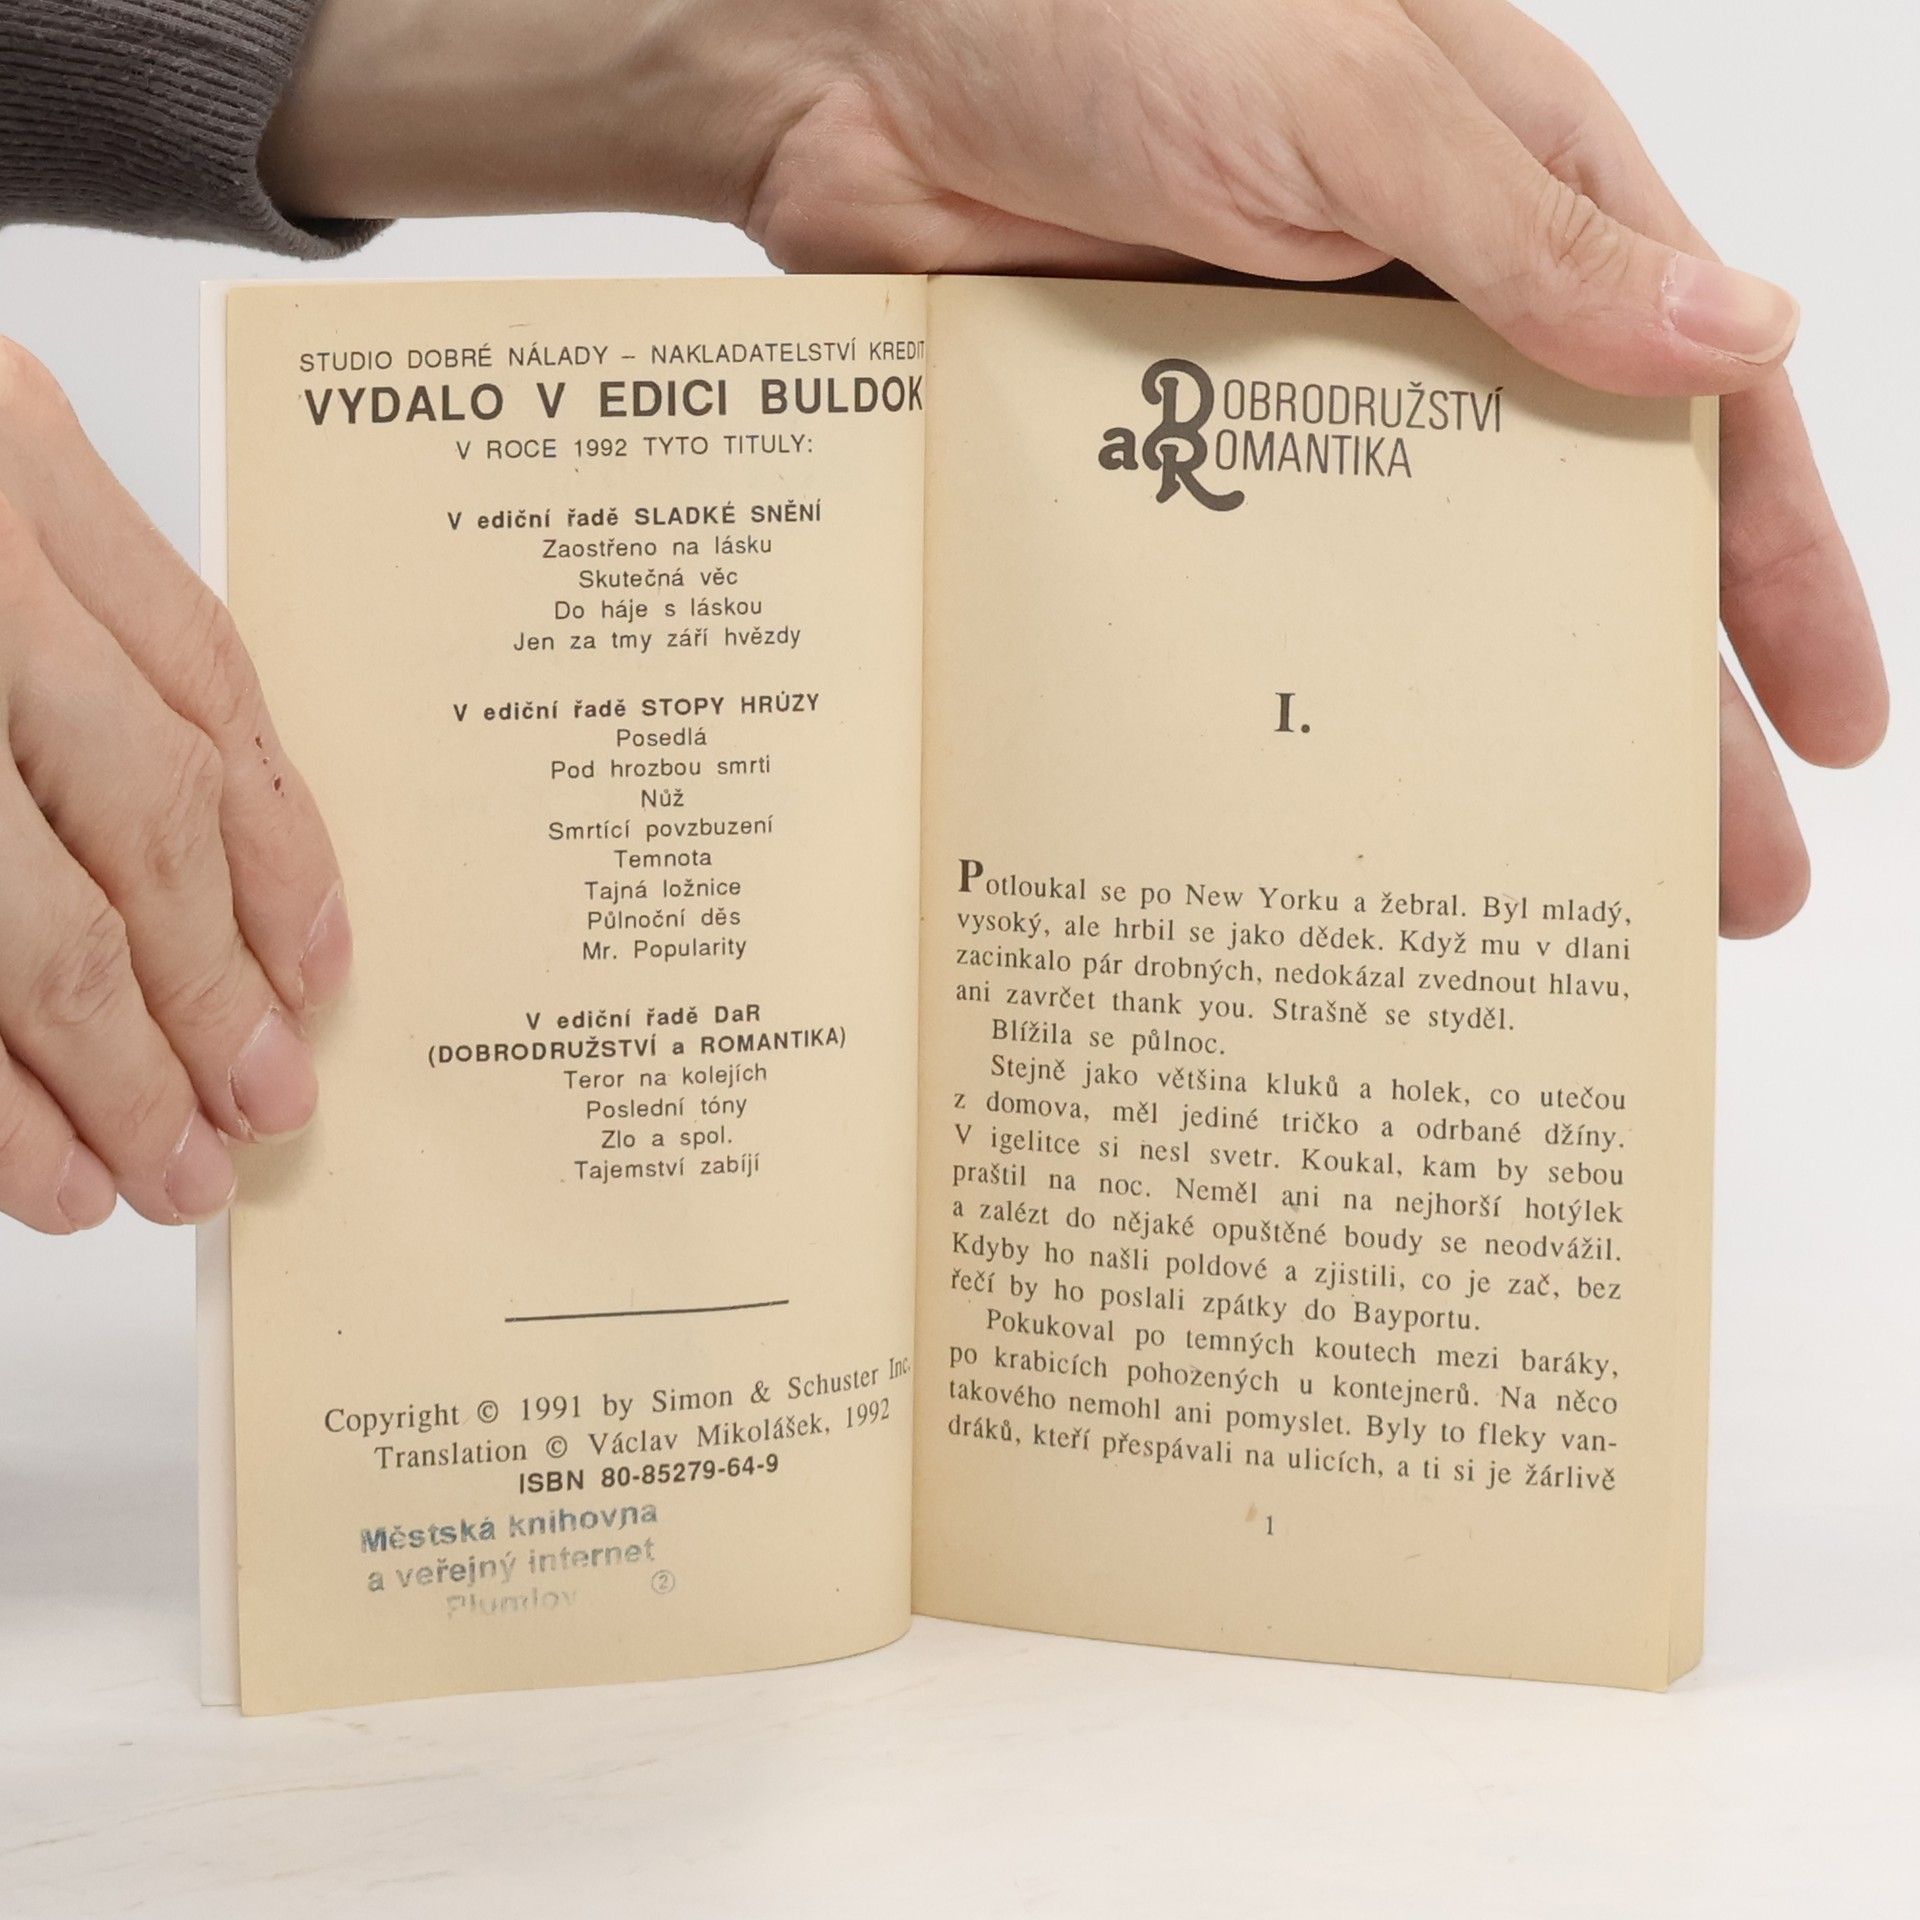 STUDIO DOBRÉ NÁLADY – NAKLADATELSTVÍ KREDIT
VYDALO V EDICI BULDOK
V ROCE 1992 TYTO TITULY:
V ediční řadě SLADKÉ SNĚNÍ
Zaostřeno na lásku
Skutečná věc
Do háje s láskou
Jen za tmy září hvězdy
V ediční řadě STOPY HRŮZY
Posedlá
Pod hrozbou smrti
Nůž
Smrtící povzbuzení
Temnota
Tajná ložnice
Půlnoční děs
Mr. Popularity
V ediční řadě DaR
(DOBRODRUŽSTVÍ a ROMANTIKA)
Teror na kolejích
Poslední tóny
Zlo a spol.
Tajemství zabíjí
Copyright © 1991 by Simon & Schuster Inc.
Translation © Václav Mikolášek, 1992
ISBN 80-85279-64-9
Městská knihovna
a veřejný internet
Plumlov ②
DOBRODRUŽSTVÍ
a ROMANTIKA
I.
Potloukal se po New Yorku a žebral. Byl mladý,
vysoký, ale hrbil se jako dědek. Když mu v dlani
zacinkalo pár drobných, nedokázal zvednout hlavu,
ani zavrčet thank you. Strašně se styděl.
Blížila se půlnoc.
Stejně jako většina kluků a holek, co utečou
z domova, měl jediné tričko a odrbané džíny.
V igelitce si nesl svetr. Koukal, kam by sebou
praštil na noc. Neměl ani na nejhorší hotýlek
a zalézt do nějaké opuštěné boudy se neodvážil.
Kdyby ho našli poldové a zjistili, co je zač, bez
řečí by ho poslali zpátky do Bayportu.
Pokukoval po temných koutech mezi baráky,
po krabicích pohozených u kontejnerů. Na něco
takového nemohl ani pomyslet. Byly to fleky van-
dráků, kteří přespávali na ulicích, a ti si je žárlivě
1